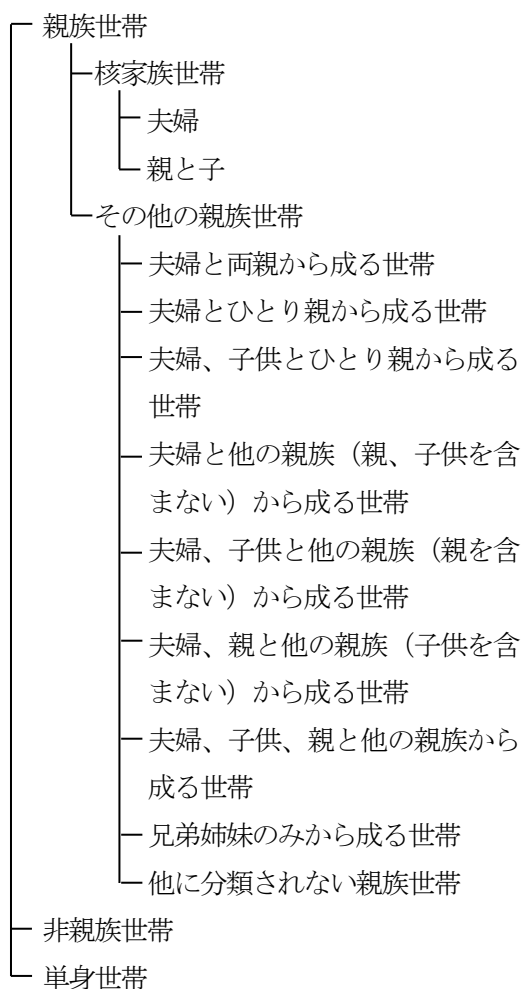 親族世帯
核家族世帯
夫婦
親と子
その他の親族世帯
夫婦と両親から成る世帯
夫婦とひとり親から成る世帯
夫婦、子供とひとり親から成る
世帯
夫婦と他の親族（親、子供を含
まない）から成る世帯
夫婦、子供と他の親族（親を含
まない）から成る世帯
夫婦、親と他の親族（子供を含
まない）から成る世帯
夫婦、子供、親と他の親族から
成る世帯
兄弟姉妹のみから成る世帯
他に分類されない親族世帯
非親族世帯
単身世帯